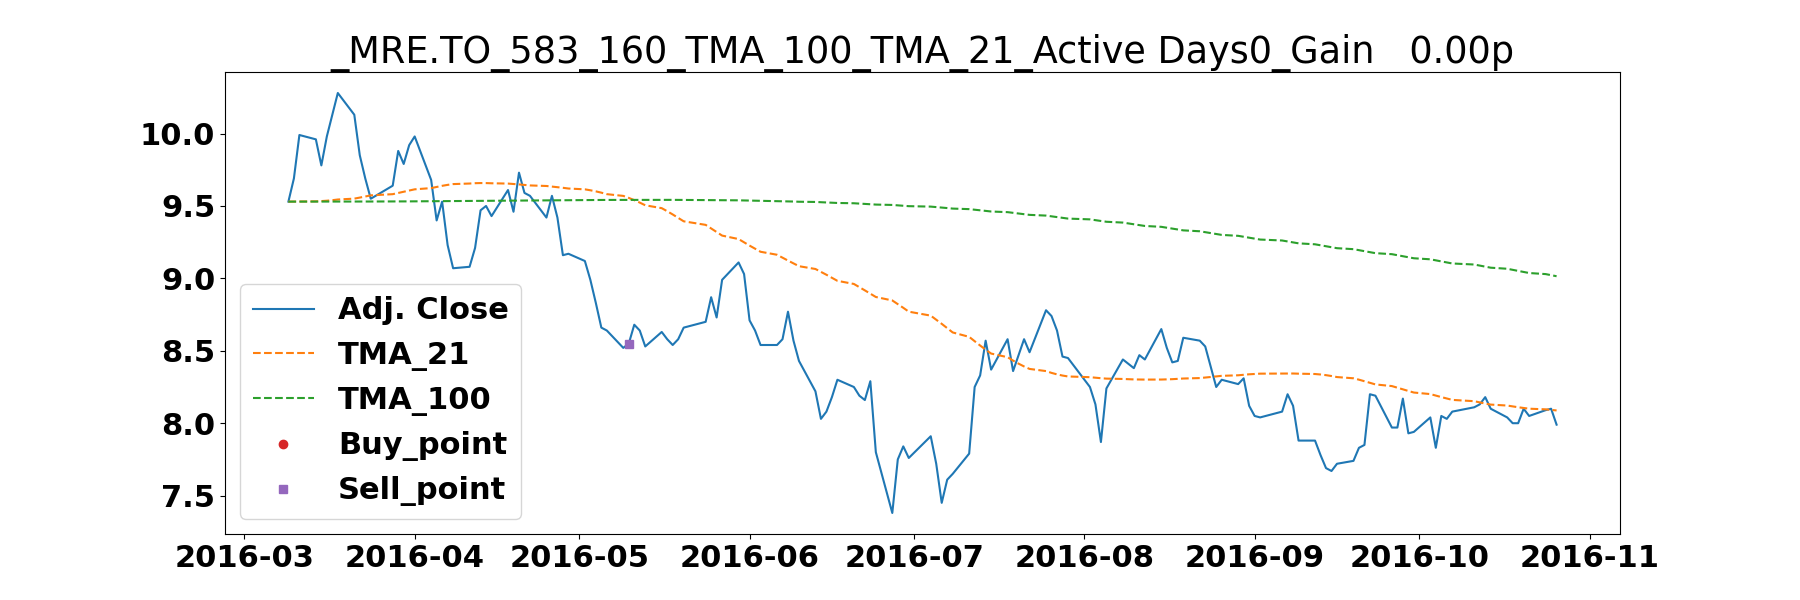 _MRE.TO_583_160_TMA_100_TMA_21_Active Days0_Gain   0.00p
10.0
9.5
9.0
8.5
8.0
7.5
Adj. Close
TMA_21
TMA_100
Buy_point
Sell_point
2016-03 2016-04 2016-05 2016-06 2016-07 2016-08 2016-09 2016-10 2016-11